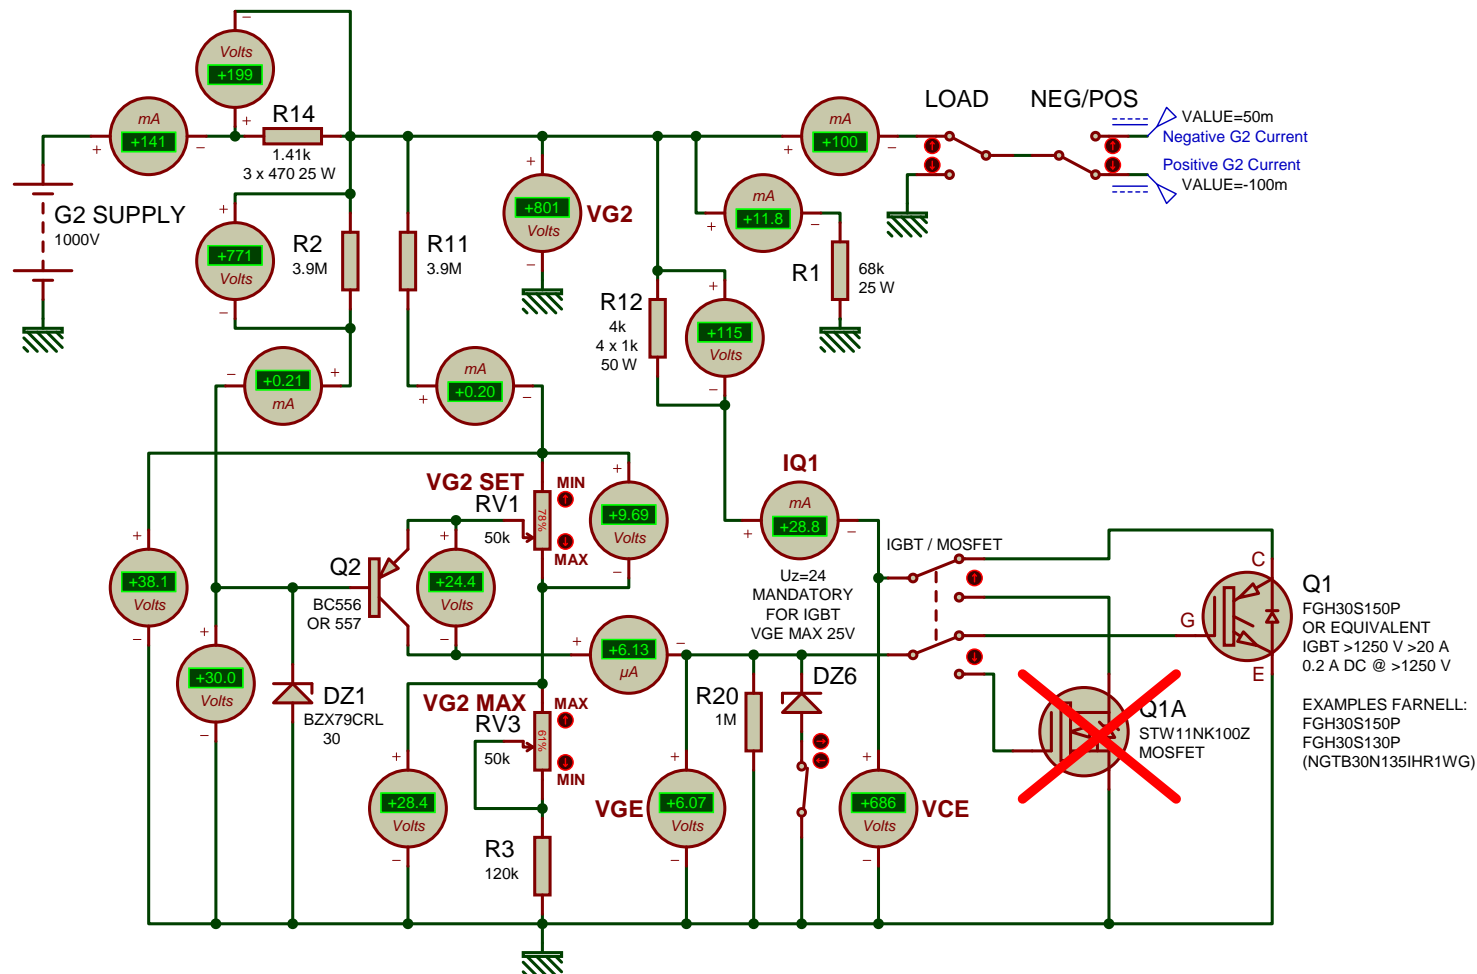 Volts
+199
mA
+141
+
−
+
R14
1.41k
3 x 470 25 W
G2 SUPPLY
1000V
+
+771
Volts
−
R2
3.9M
R11
3.9M
+
+801
Volts
−
VG2
mA
+100
+
−
LOAD
NEG/POS
VALUE=50m
Negative G2 Current
Positive G2 Current
VALUE=-100m
mA
+11.8
+
−
R1
68k
25 W
R12
4k
4 x 1k
50 W
+
+115
Volts
−
−
+
+0.21
mA
mA
+0.20
+
−
VG2 SET
RV1
50k
78%
MIN
MAX
+
+9.69
Volts
−
IQ1
mA
+28.8
+
−
+
+38.1
Volts
−
Q2
BC556
OR 557
+
+24.4
Volts
−
Uz=24
MANDATORY
FOR IGBT
VGE MAX 25V
IGBT / MOSFET
C
G
E
Q1
FGH30S150P
OR EQUIVALENT
IGBT >1250 V >20 A
0.2 A DC @ >1250 V
EXAMPLES FARNELL:
FGH30S150P
FGH30S130P
(NGTB30N135IHR1WG)
+
+30.0
Volts
−
DZ1
BZX79CRL
30
+6.13
µA
+
−
VG2 MAX
RV3
50k
61%
MAX
MIN
+
+28.4
Volts
−
R3
120k
VGE
+6.07
Volts
−
R20
1M
DZ6
+
+686
Volts
−
VCE
Q1A
STW11NK100Z
MOSFET